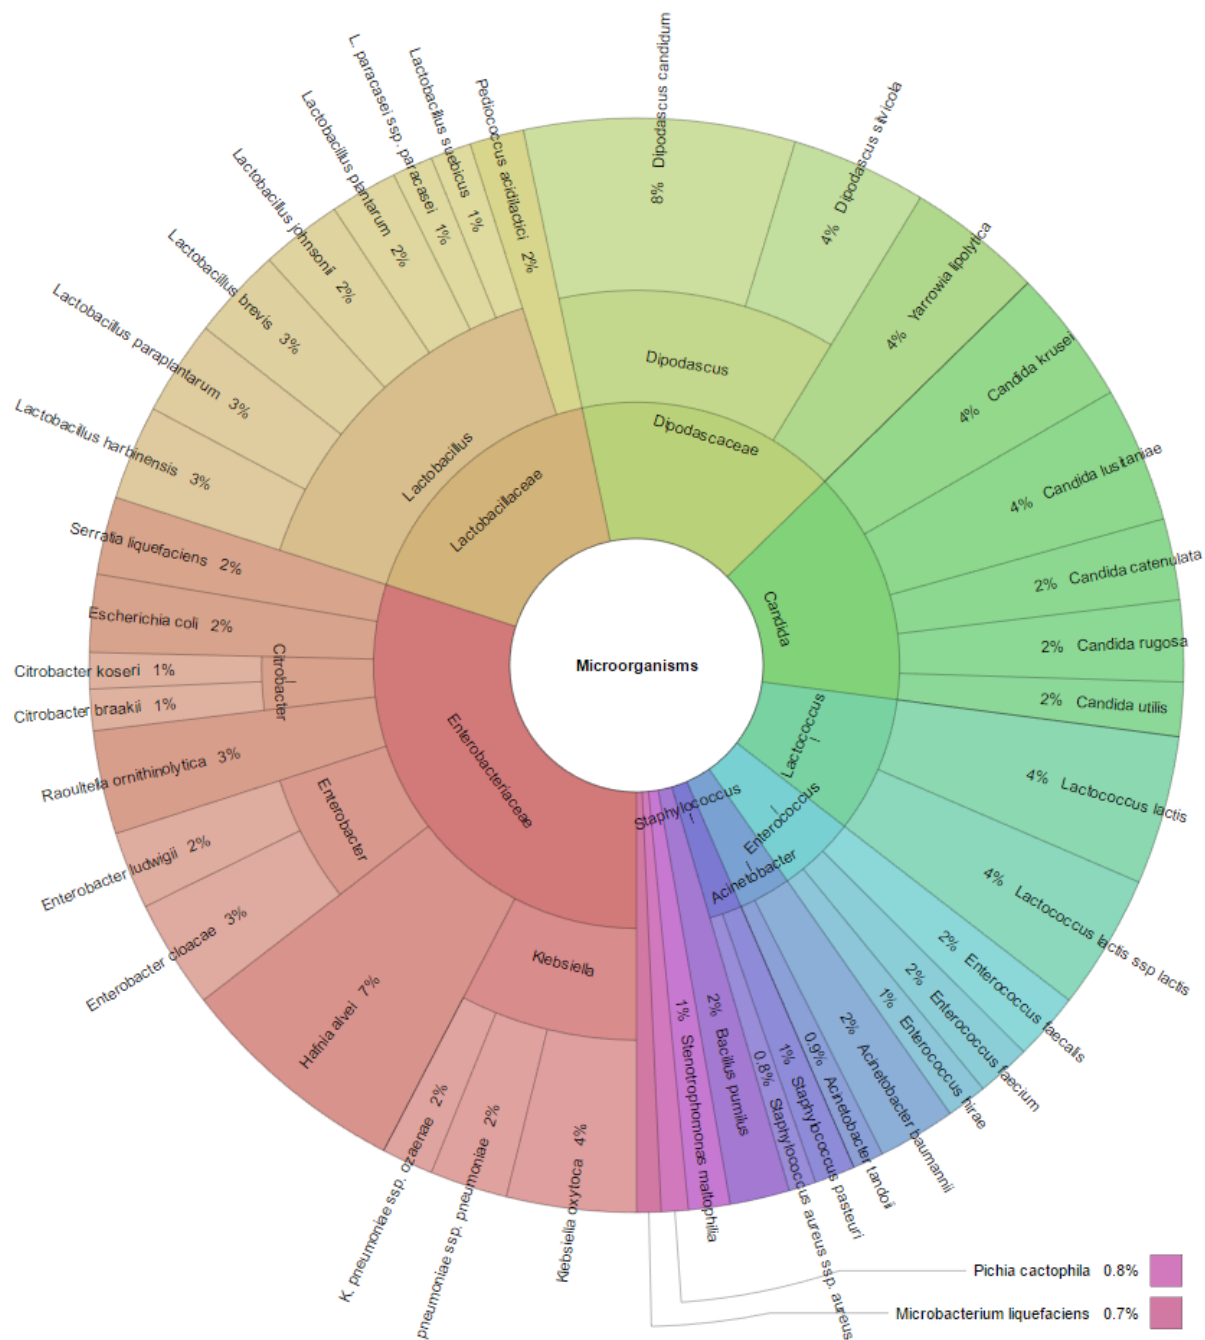 Microorganisms
Dipodascaceae
Dipodascus
8% Dipodascus candidum
4% Dipodascus silvicola
4% Yarrowia lipolytica
Candida
4% Candida krusei
4% Candida lusitaniae
2% Candida catenulata
2% Candida rugosa
2% Candida utilis
Lactococcus
4% Lactococcus lactis
4% Lactococcus lactis ssp lactis
Enterococcus
2% Enterococcus faecalis
2% Enterococcus faecium
1% Enterococcus hirae
Acinetobacter
2% Acinetobacter baumannii
0.9% Acinetobacter tandoii
Staphylococcus
1% Staphylococcus pasteuri
0.8% Staphylococcus aureus ssp. aureus
2% Bacillus pumilus
1% Stenotrophomonas maltophilia
Pichia cactophila 0.8%
Microbacterium liquefaciens 0.7%
Enterobacteriaceae
Klebsiella
Klebsiella oxytoca 4%
pneumoniae ssp. pneumoniae 2%
K. pneumoniae ssp. ozaenae 2%
Hafnia alvei 7%
Enterobacter
Enterobacter cloacae 3%
Enterobacter ludwigii 2%
Raoultella ornithinolytica 3%
Citrobacter
Citrobacter braakii 1%
Citrobacter koseri 1%
Escherichia coli 2%
Serratia liquefaciens 2%
Lactobacillaceae
Lactobacillus
Lactobacillus harbinensis 3%
Lactobacillus paraplantarum 3%
Lactobacillus brevis 3%
Lactobacillus johnsonii 2%
Lactobacillus plantarum 2%
L. paracasei ssp. paracasei 1%
Lactobacillus suebicus 1%
Pediococcus acidilactici 2%